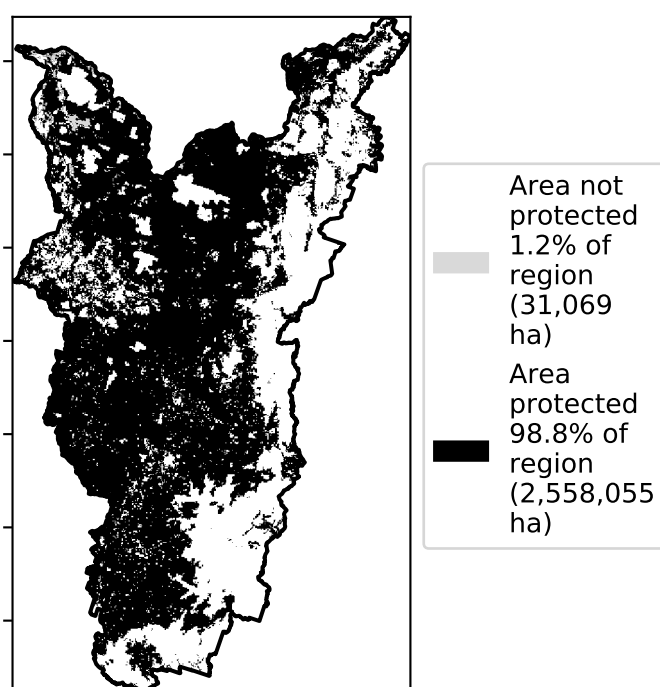 Area not
protected
1.2% of
region
(31,069
ha)
Area
protected
98.8% of
region
(2,558,055
ha)